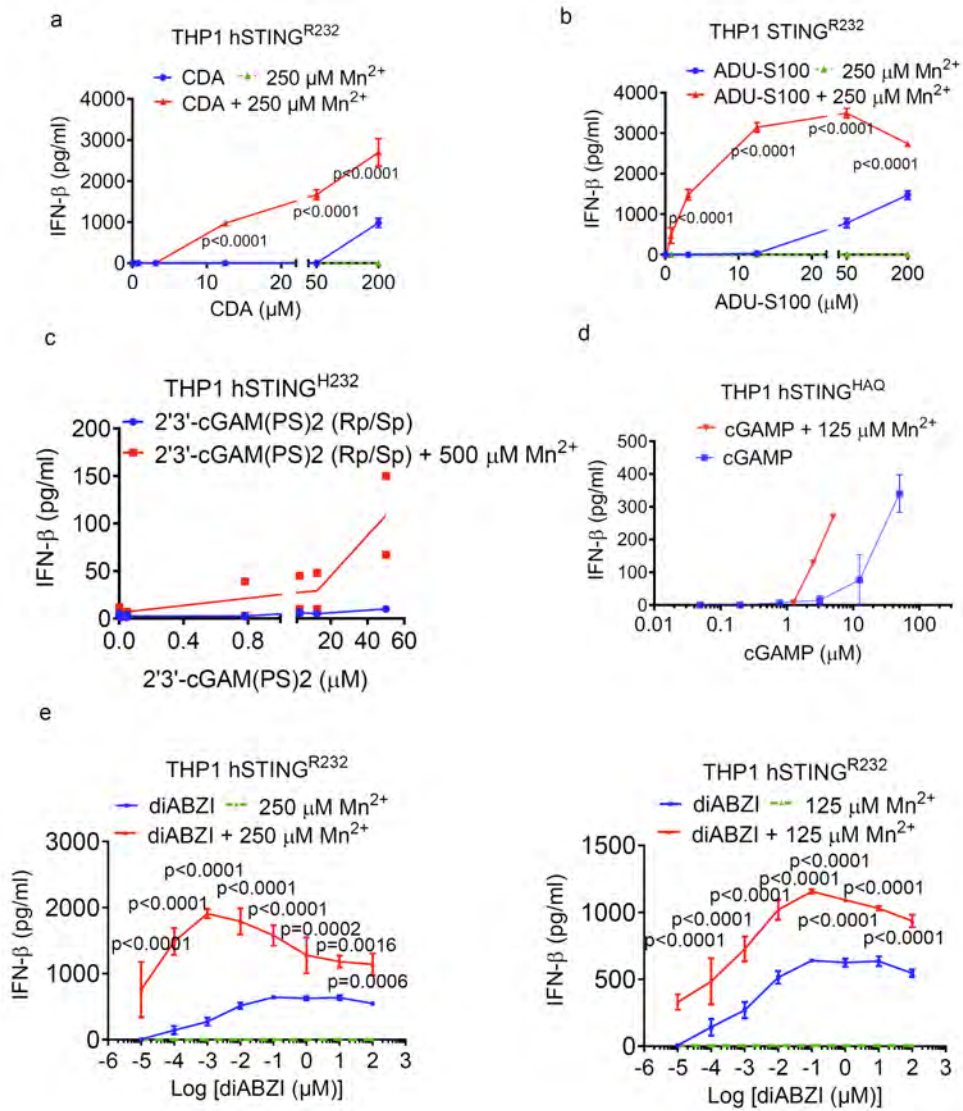 a
THP1 hSTING^R232
CDA 250 µM Mn²⁺
CDA + 250 µM Mn²⁺
IFN-β (pg/ml)
4000
3000
2000
1000
0
p<0.0001
p<0.0001
p<0.0001
0 10 20 50 200
CDA (µM)
b
THP1 STING^R232
ADU-S100 250 µM Mn²⁺
ADU-S100 + 250 µM Mn²⁺
IFN-β (pg/ml)
4000
3000
2000
1000
0
p<0.0001
p<0.0001
p<0.0001
p<0.0001
0 10 20 50 200
ADU-S100 (µM)
c
THP1 hSTING^H232
2'3'-cGAM(PS)2 (Rp/Sp)
2'3'-cGAM(PS)2 (Rp/Sp) + 500 µM Mn²⁺
IFN-β (pg/ml)
200
150
100
50
0
0.0 0.4 0.8 20 40 60
2'3'-cGAM(PS)2 (µM)
d
THP1 hSTING^HAQ
cGAMP + 125 µM Mn²⁺
cGAMP
IFN-β (pg/ml)
500
400
300
200
100
0
0.01 0.1 1 10 100
cGAMP (µM)
e
THP1 hSTING^R232
diABZI 250 µM Mn²⁺
diABZI + 250 µM Mn²⁺
IFN-β (pg/ml)
3000
2000
1000
0
p<0.0001
p<0.0001
p<0.0001
p<0.0001
p<0.0001
p=0.0002
p=0.0016
p=0.0006
-6 -5 -4 -3 -2 -1 0 1 2 3
Log [diABZI (µM)]
THP1 hSTING^R232
diABZI 125 µM Mn²⁺
diABZI + 125 µM Mn²⁺
IFN-β (pg/ml)
1500
1000
500
0
p<0.0001
p<0.0001
p<0.0001
p<0.0001
p<0.0001
p<0.0001
p<0.0001
p<0.0001
-6 -5 -4 -3 -2 -1 0 1 2 3
Log [diABZI (µM)]